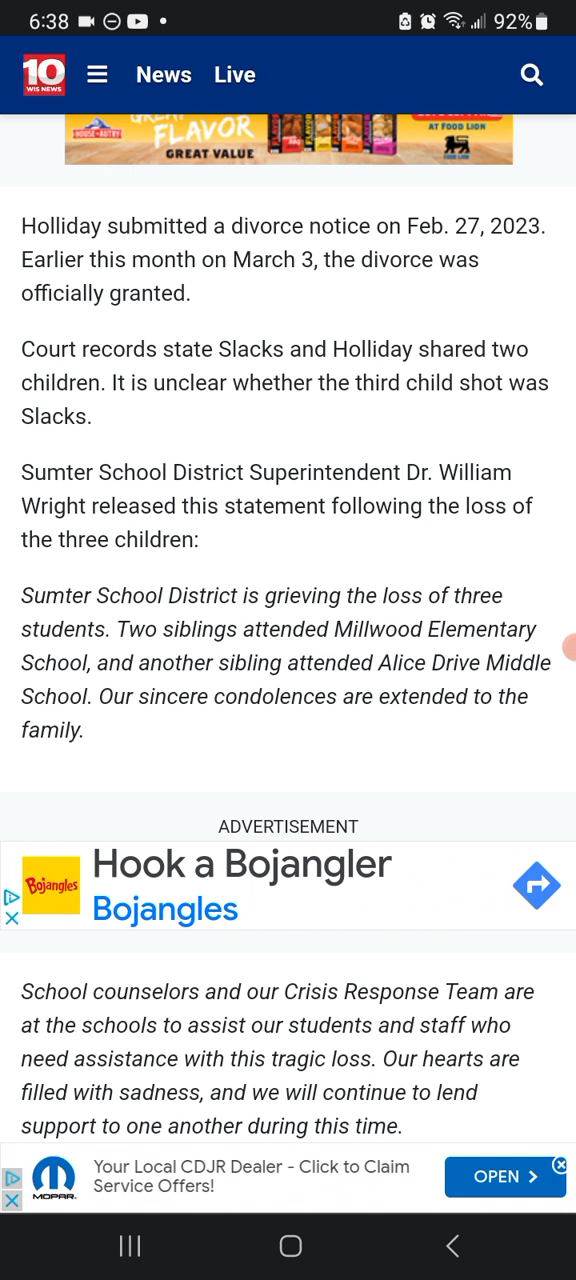 6:38
92%
10
WIS NEWS
News Live
HOUSE-AUTRY
GREAT
FLAVOR
GREAT VALUE
AT FOOD LION
FOOD LION
Holliday submitted a divorce notice on Feb. 27, 2023.
Earlier this month on March 3, the divorce was
officially granted.
Court records state Slacks and Holliday shared two
children. It is unclear whether the third child shot was
Slacks.
Sumter School District Superintendent Dr. William
Wright released this statement following the loss of
the three children:
Sumter School District is grieving the loss of three
students. Two siblings attended Millwood Elementary
School, and another sibling attended Alice Drive Middle
School. Our sincere condolences are extended to the
family.
ADVERTISEMENT
Bojangles
Hook a Bojangler
Bojangles
School counselors and our Crisis Response Team are
at the schools to assist our students and staff who
need assistance with this tragic loss. Our hearts are
filled with sadness, and we will continue to lend
support to one another during this time.
MOPAR.
Your Local CDJR Dealer - Click to Claim
Service Offers!
OPEN >